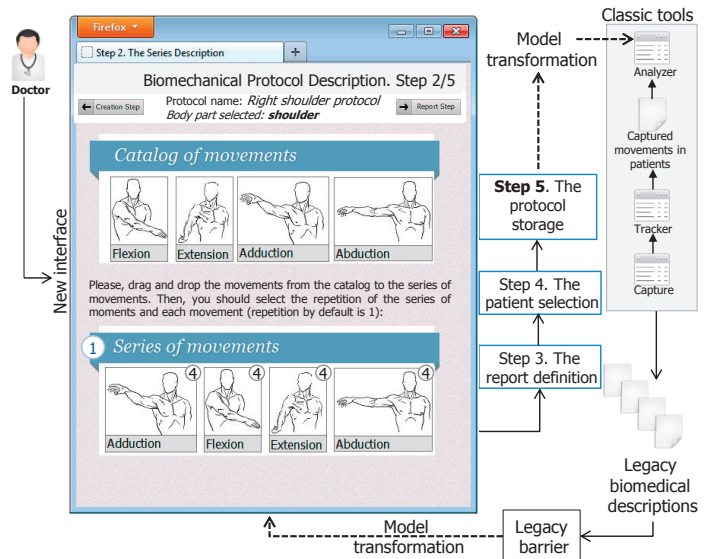 Firefox
Step 2. The Series Description
+
Biomechanical Protocol Description. Step 2/5
Creation Step
Protocol name: Right shoulder protocol
Body part selected: shoulder
Report Step
Catalog of movements
Flexion
Extension
Adduction
Abduction
Please, drag and drop the movements from the catalog to the series of
movements. Then, you should select the repetition of the series of
moments and each movement (repetition by default is 1):
1
Series of movements
4
4
4
4
Adduction
Flexion
Extension
Abduction
Doctor
New interface
Step 3. The
report definition
Step 4. The
patient selection
Step 5. The
protocol
storage
Model
transformation
Classic tools
Analyzer
Captured
movements in
patients
Tracker
Capture
Legacy
biomedical
descriptions
Legacy
barrier
Model
transformation